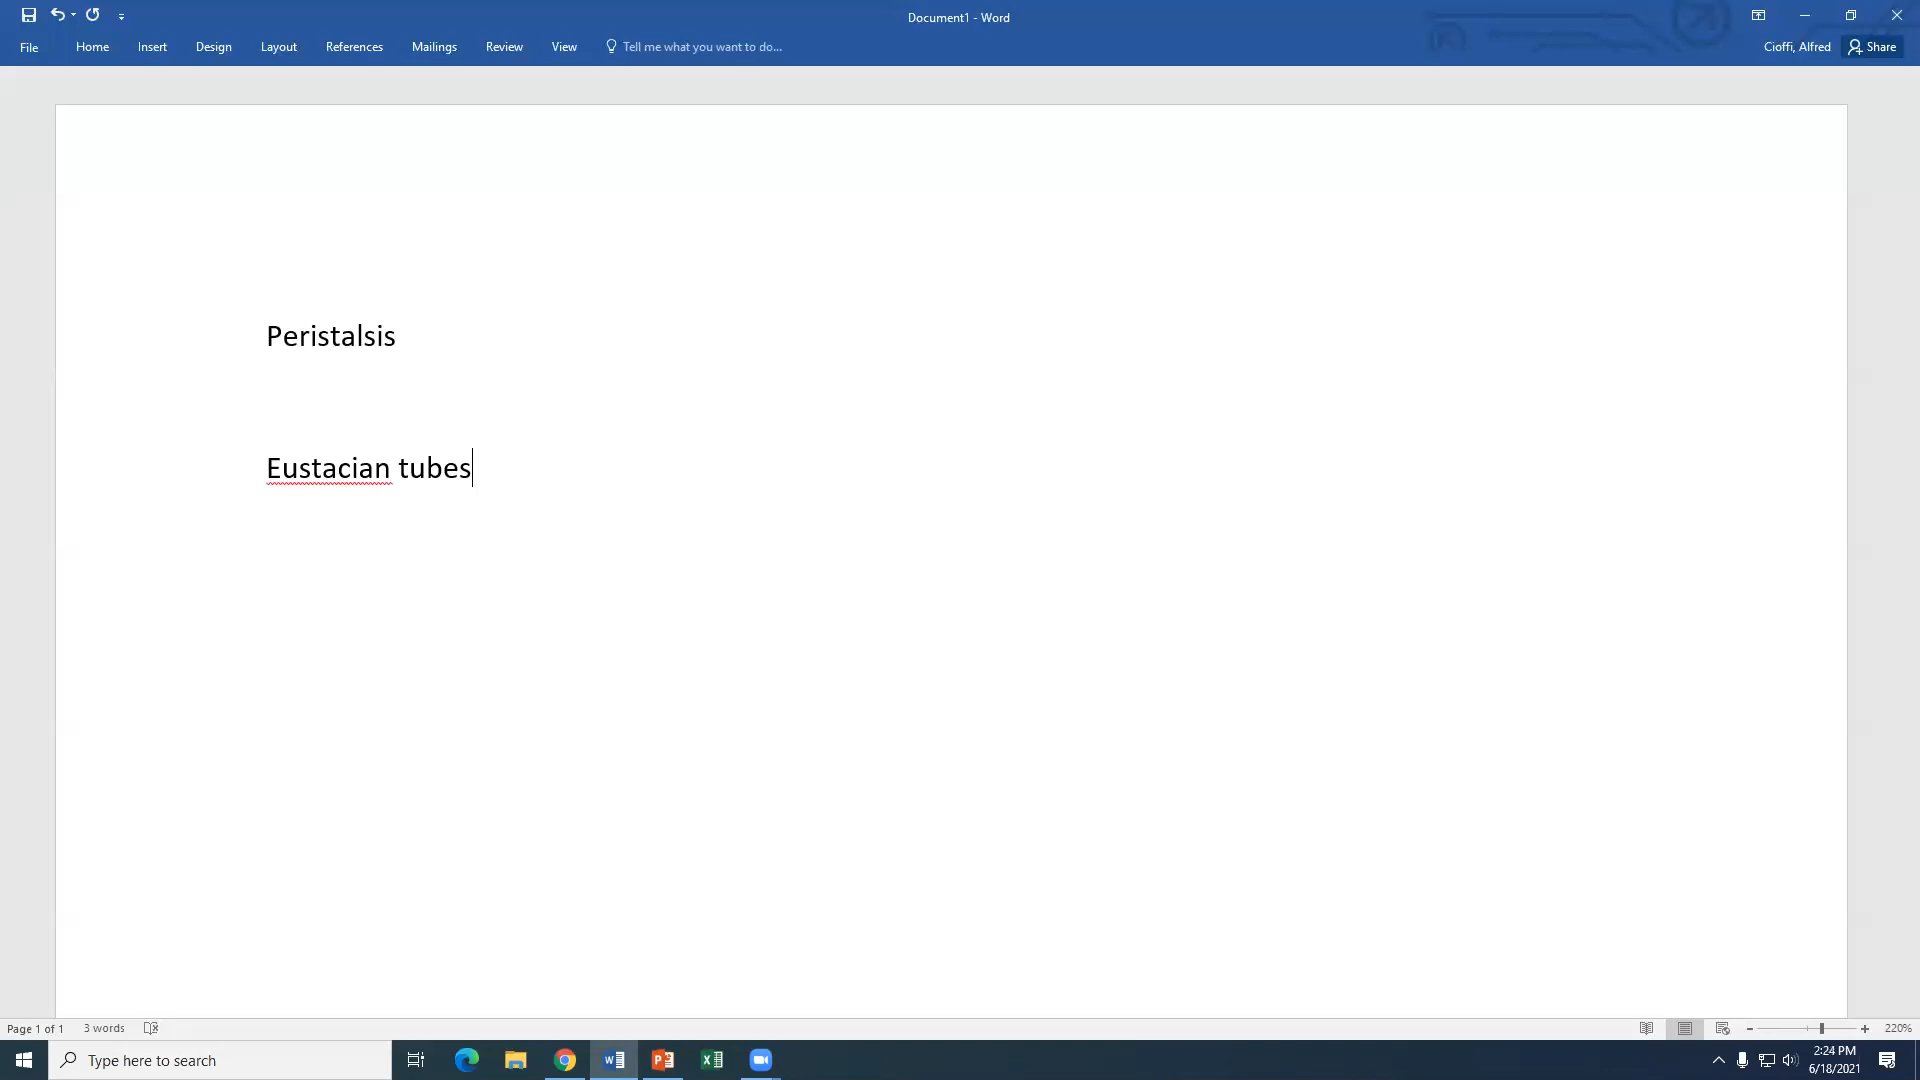 Document1 - Word
File Home Insert Design Layout References Mailings Review View Tell me what you want to do... Cioffi, Alfred Share
Peristalsis
Eustacian tubes
Page 1 of 1 3 words 220%
Type here to search 2:24 PM
6/18/2021